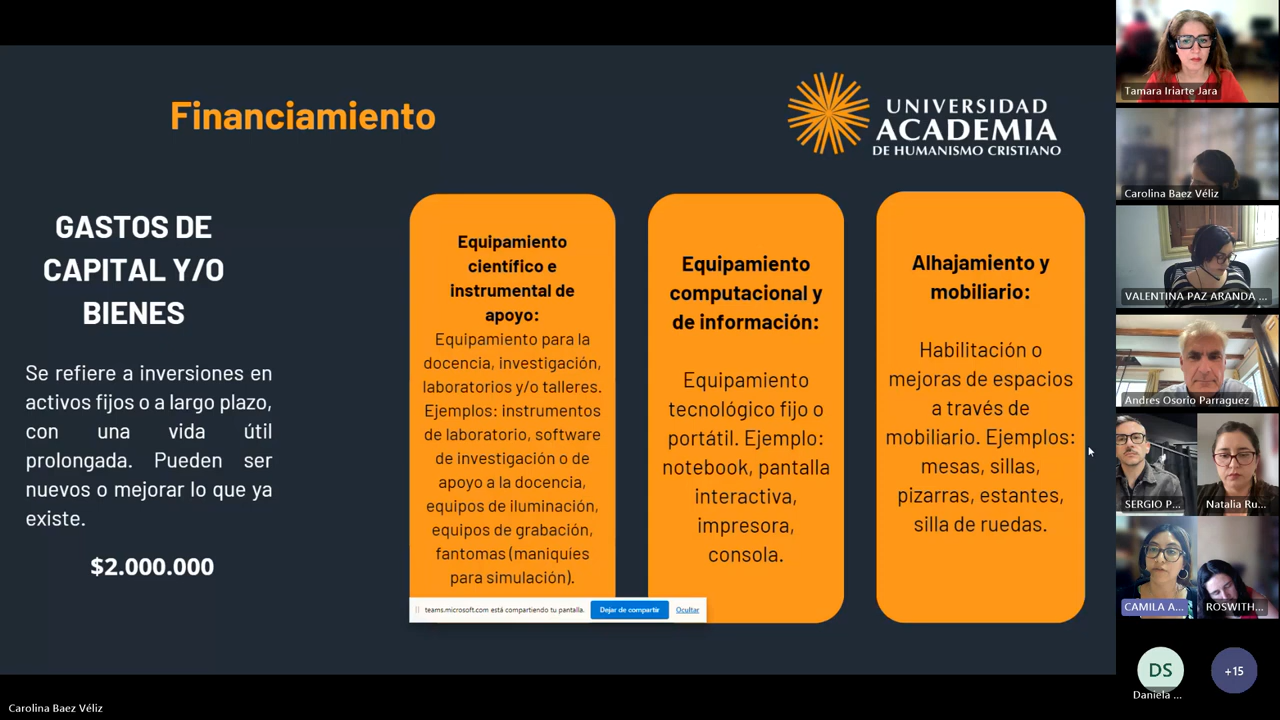 Financiamiento
UNIVERSIDAD
ACADEMIA
DE HUMANISMO CRISTIANO
GASTOS DE
CAPITAL Y/O
BIENES
Se refiere a inversiones en
activos fijos o a largo plazo,
con una vida útil
prolongada. Pueden ser
nuevos o mejorar lo que ya
existe.
$2.000.000
Equipamiento
científico e
instrumental de
apoyo:
Equipamiento para la
docencia, investigación,
laboratorios y/o talleres.
Ejemplos: instrumentos
de laboratorio, software
de investigación o de
apoyo a la docencia,
equipos de iluminación,
equipos de grabación,
fantomas (maniquíes
para simulación).
Equipamiento
computacional y
de información:
Equipamiento
tecnológico fijo o
portátil. Ejemplo:
notebook, pantalla
interactiva,
impresora,
consola.
Alhajamiento y
mobiliario:
Habilitación o
mejoras de espacios
a través de
mobiliario. Ejemplos:
mesas, sillas,
pizarras, estantes,
silla de ruedas.
teams.microsoft.com está compartiendo tu pantalla.
Dejar de compartir
Ocultar
Tamara Iriarte Jara
Carolina Baez Véliz
VALENTINA PAZ ARANDA ...
Andres Osorio Parraguez
SERGIO P...
Natalia Ru...
CAMILA A...
ROSWITH...
DS
Daniela ...
+15
Carolina Baez Véliz